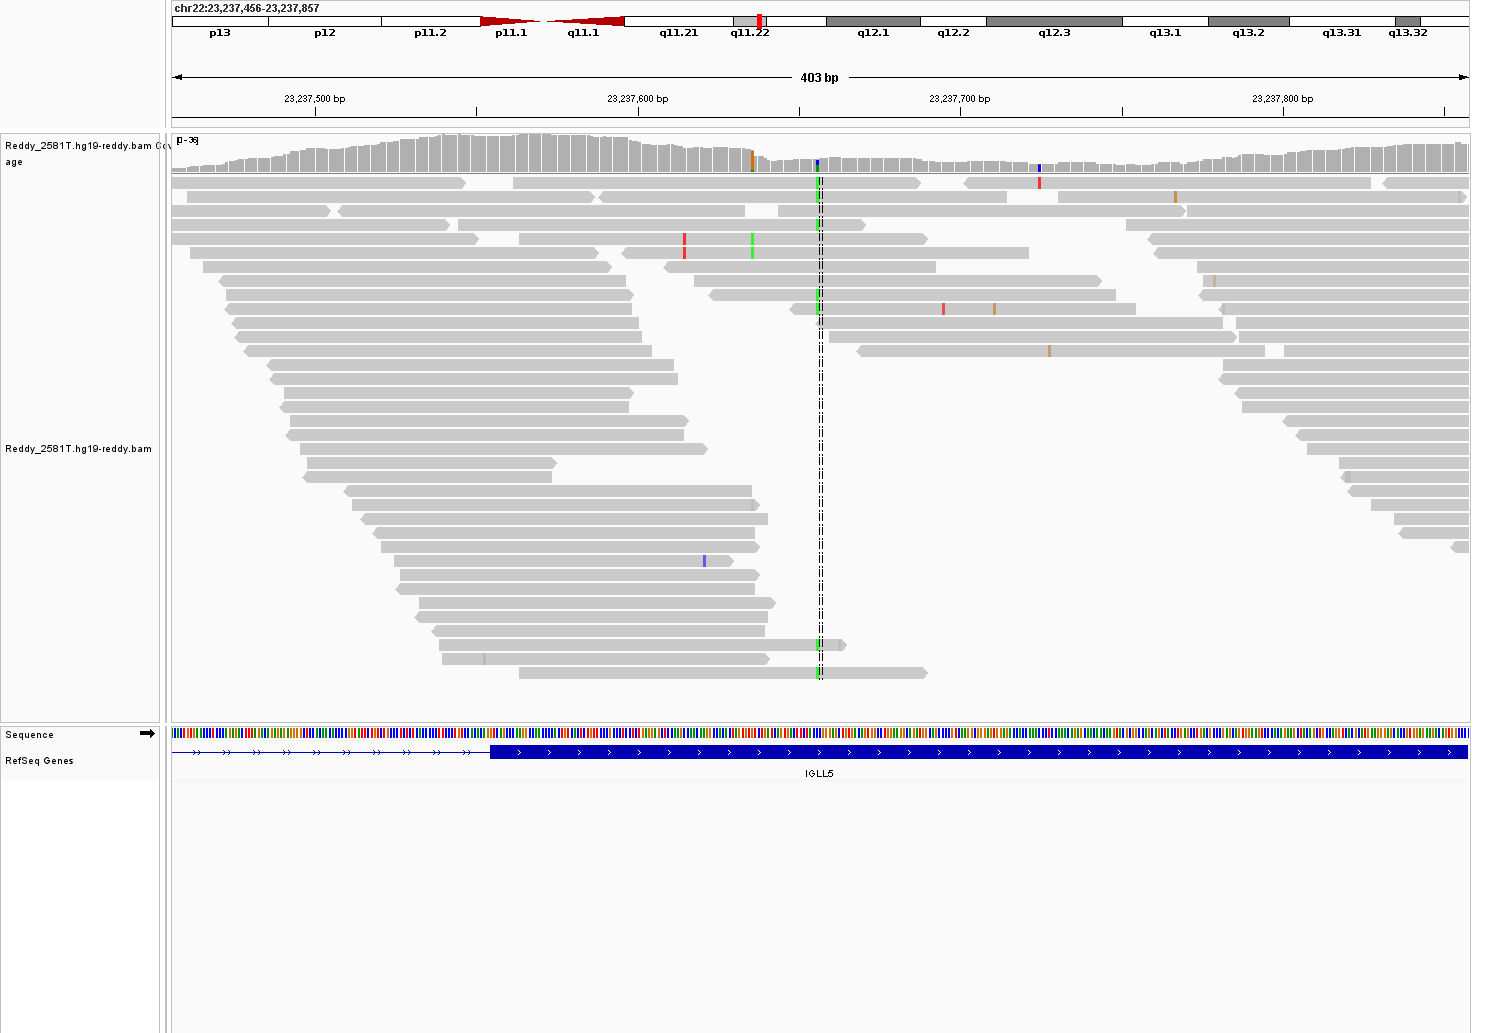 chr22:23,237,456-23,237,857
p13 p12 p11.2 p11.1 q11.1 q11.21 q11.22 q12.1 q12.2 q12.3 q13.1 q13.2 q13.31 q13.32
403 bp
23,237,500 bp 23,237,600 bp 23,237,700 bp 23,237,800 bp
Reddy_2581T.hg19-reddy.bam Cov
age
[0-36]
Reddy_2581T.hg19-reddy.bam
Sequence
RefSeq Genes
IGLL5